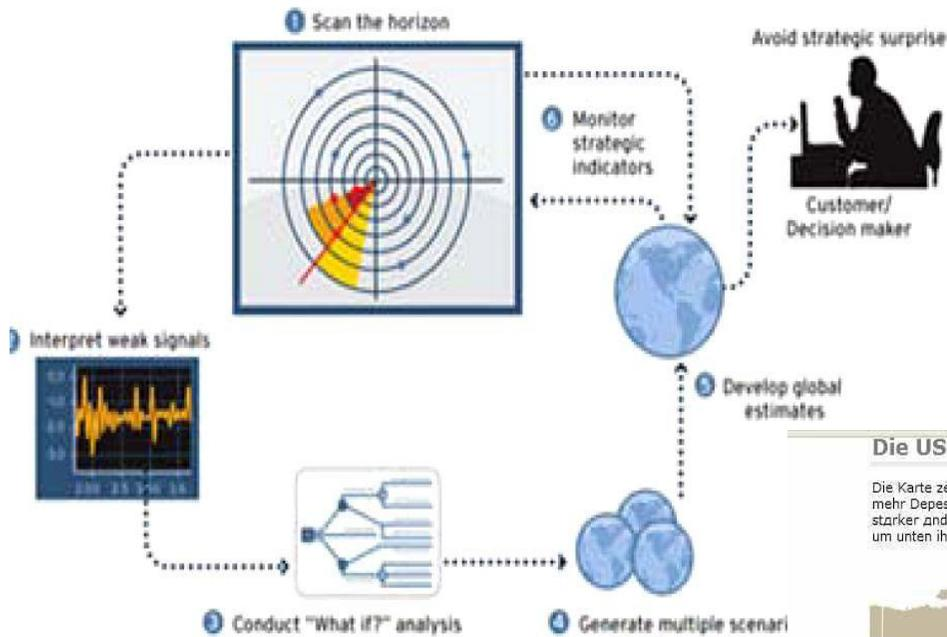 1 Scan the horizon
Avoid strategic surprise
6 Monitor
strategic
indicators
Customer/
Decision maker
Interpret weak signals
5 Develop global
estimates
3 Conduct "What if?" analysis
4 Generate multiple scenari
Die US
Die Karte ze
mehr Depes
stдrker дnd
um unten ih